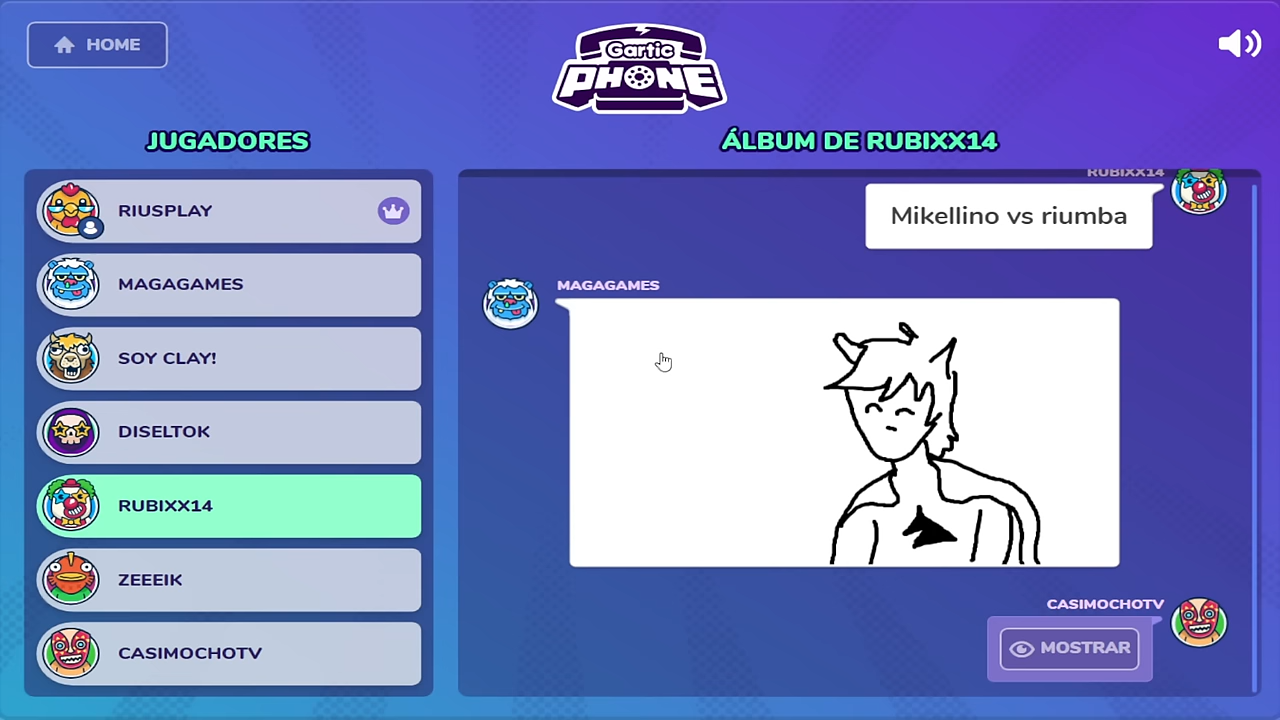 HOME
Gartic
PHONE
JUGADORES
ÁLBUM DE RUBIXX14
RIUSPLAY
MAGAGAMES
SOY CLAY!
DISELTOK
RUBIXX14
ZEEEIK
CASIMOCHOTV
RUBIXX14
Mikellino vs riumba
MAGAGAMES
CASIMOCHOTV
MOSTRAR